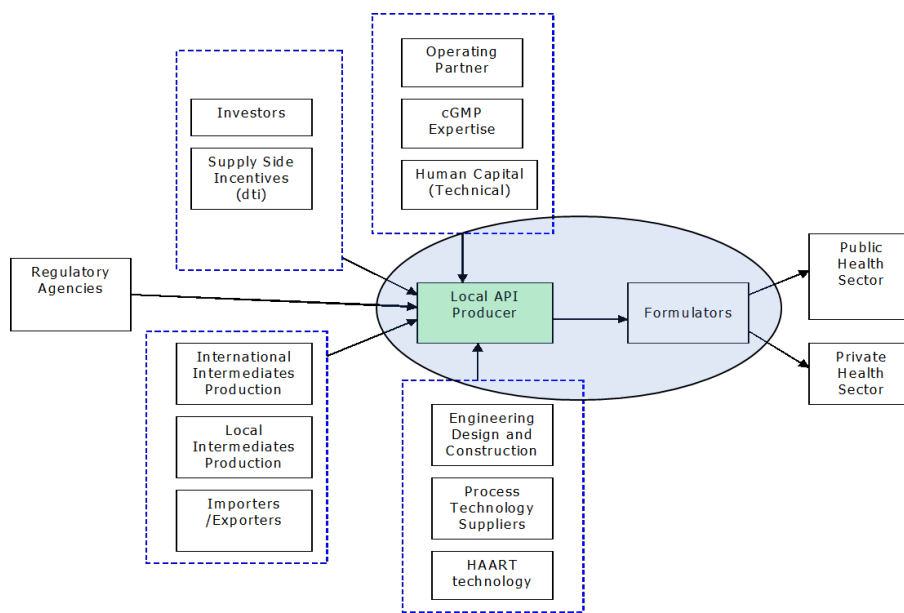 Operating
Partner
cGMP
Expertise
Human Capital
(Technical)
Investors
Supply Side
Incentives
(dti)
Regulatory
Agencies
Local API
Producer
Formulators
Public
Health
Sector
Private
Health
Sector
International
Intermediates
Production
Local
Intermediates
Production
Importers
/Exporters
Engineering
Design and
Construction
Process
Technology
Suppliers
HAART
technology